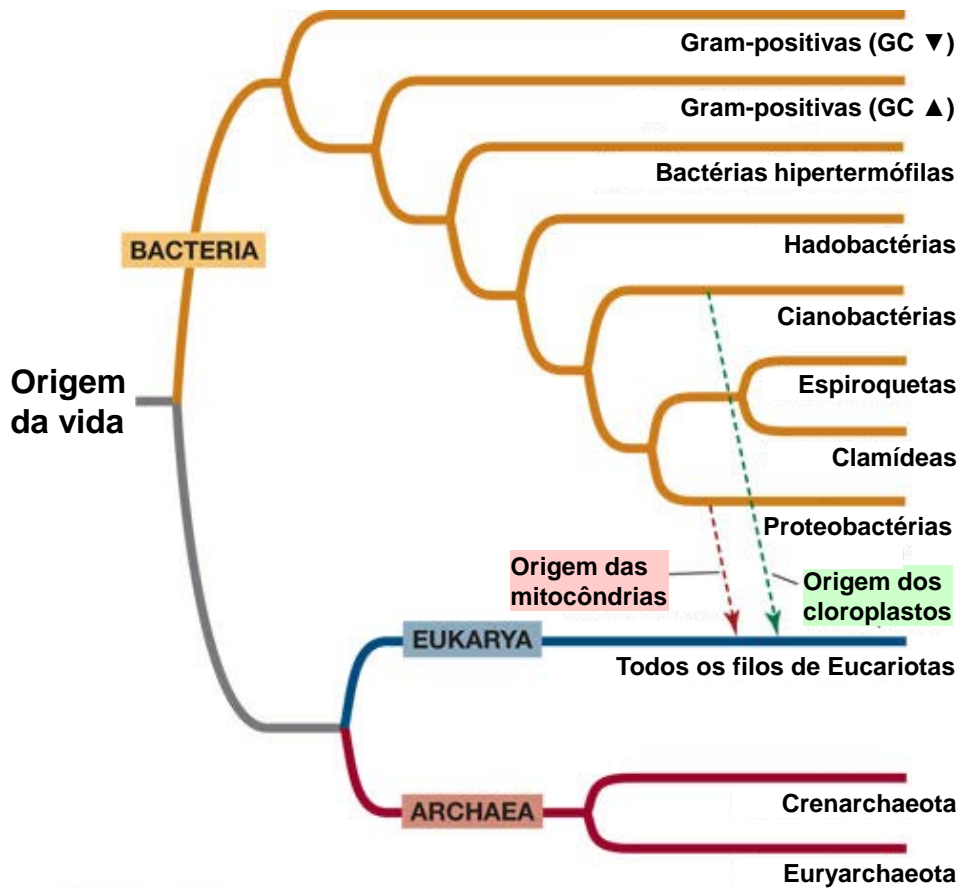 Gram-positivas (GC ▼)
Gram-positivas (GC ▲)
Bactérias hipertermófilas
BACTERIA
Hadobactérias
Cianobactérias
Origem
da vida
Espiroquetas
Clamídeas
Proteobactérias
Origem das
mitocôndrias
Origem dos
cloroplastos
EUKARYA
Todos os filos de Eucariotas
ARCHAEA
Crenarchaeota
Euryarchaeota